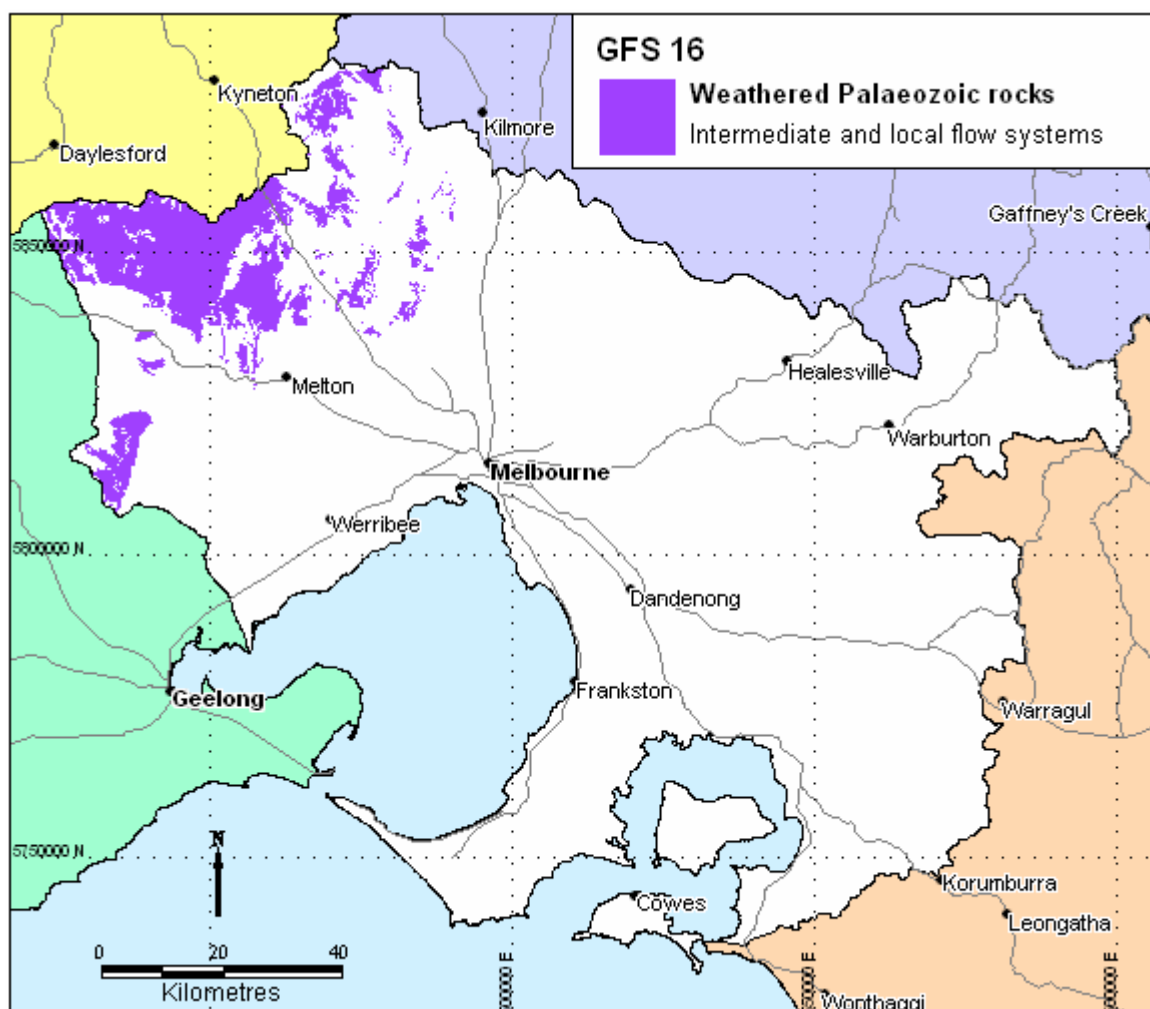 GFS 16
Weathered Palaeozoic rocks
Intermediate and local flow systems
Kyneton
Kilmore
Daylesford
Gaffney's Creek
5850000 N
Healesville
Melton
Warburton
Melbourne
Werribee
5800000 N
Dandenong
Frankston
Geelong
Warragul
N
5750000 N
Korumburra
Cowes
Leongatha
0 20 40
Kilometres
Wonthaggi